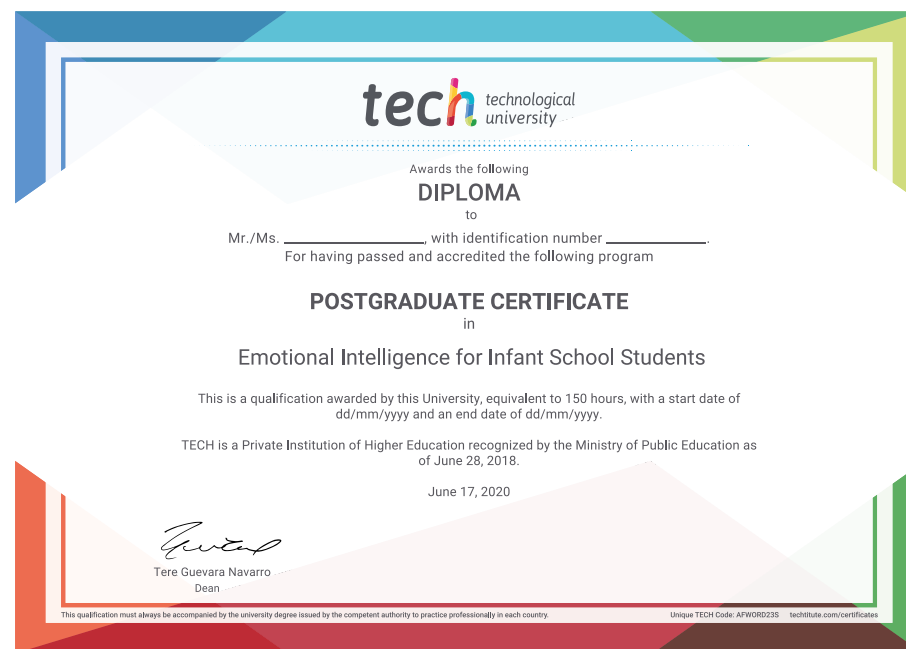 tech technological
university
Awards the following
DIPLOMA
to
Mr./Ms. ____________________, with identification number ______________.
For having passed and accredited the following program
POSTGRADUATE CERTIFICATE
in
Emotional Intelligence for Infant School Students
This is a qualification awarded by this University, equivalent to 150 hours, with a start date of
dd/mm/yyyy and an end date of dd/mm/yyyy.
TECH is a Private Institution of Higher Education recognized by the Ministry of Public Education as
of June 28, 2018.
June 17, 2020
Tere Guevara Navarro
Dean
This qualification must always be accompanied by the university degree issued by the competent authority to practice professionally in each country. Unique TECH Code: AFWORD23S techtitute.com/certificates